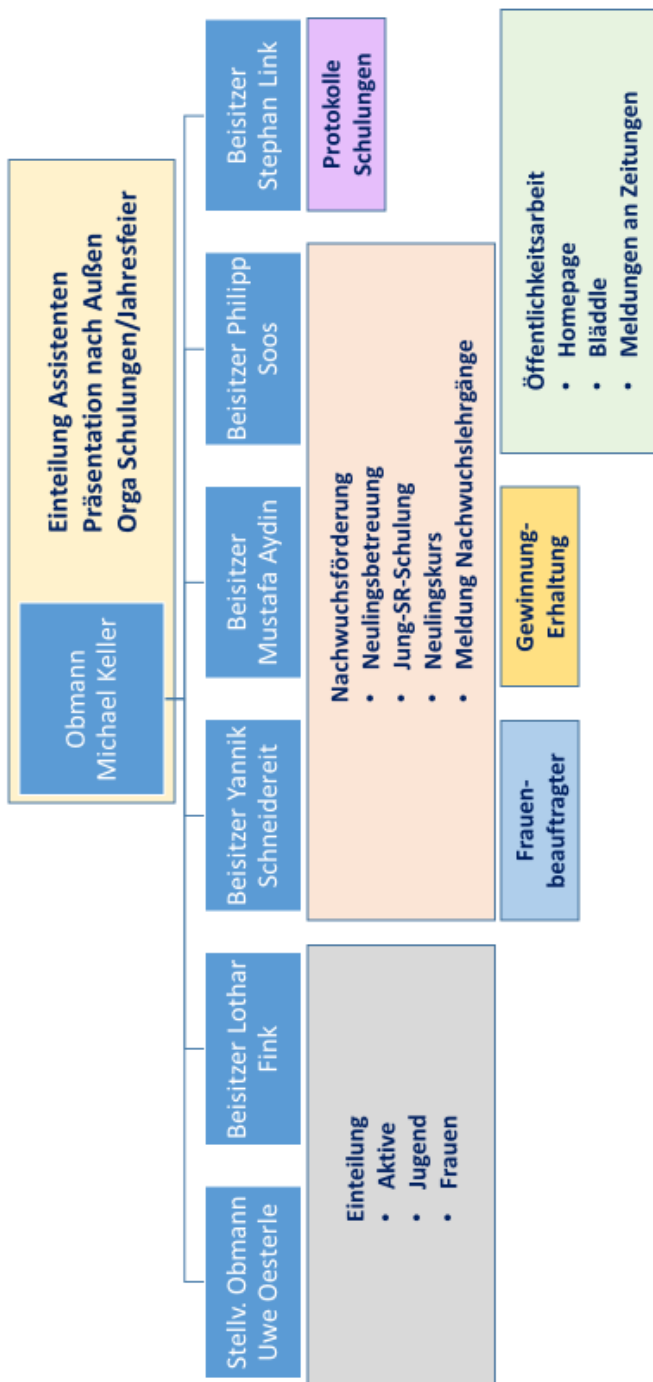 Obmann
Michael Keller
Einteilung Assistenten
Präsentation nach Außen
Orga Schulungen/Jahresfeier
Stellv. Obmann
Uwe Oesterle
Beisitzer Lothar
Fink
Beisitzer Yannik
Schneidereit
Beisitzer
Mustafa Aydin
Beisitzer Philipp
Soos
Beisitzer
Stephan Link
Einteilung
• Aktive
• Jugend
• Frauen
Nachwuchsförderung
• Neulingsbetreuung
• Jung-SR-Schulung
• Neulingskurs
• Meldung Nachwuchslehrgänge
Protokolle
Schulungen
Frauen-
beauftragter
Gewinnung-
Erhaltung
Öffentlichkeitsarbeit
• Homepage
• Bläddle
• Meldungen an Zeitungen